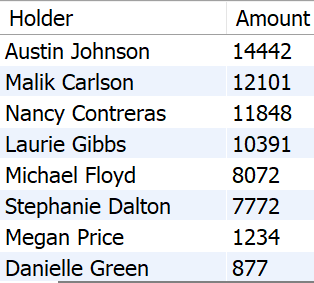 Holder Amount
Austin Johnson 14442
Malik Carlson 12101
Nancy Contreras 11848
Laurie Gibbs 10391
Michael Floyd 8072
Stephanie Dalton 7772
Megan Price 1234
Danielle Green 877